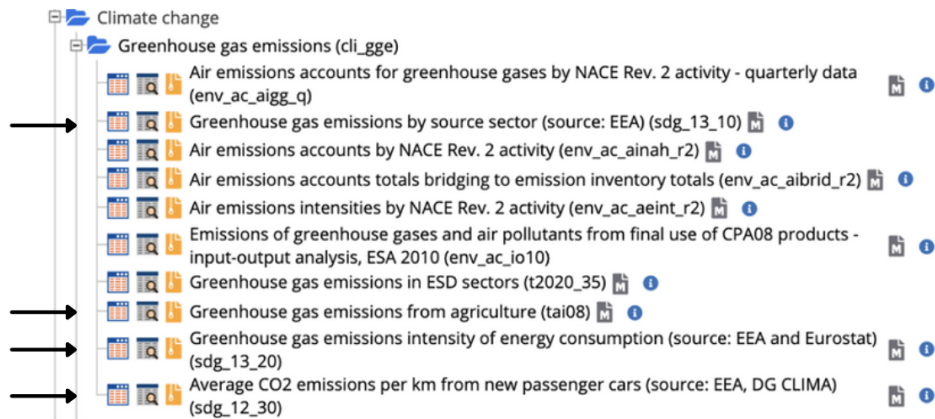 Climate change
Greenhouse gas emissions (cli_gge)
Air emissions accounts for greenhouse gases by NACE Rev. 2 activity - quarterly data
(env_ac_aigg_q)
Greenhouse gas emissions by source sector (source: EEA) (sdg_13_10)
Air emissions accounts by NACE Rev. 2 activity (env_ac_ainah_r2)
Air emissions accounts totals bridging to emission inventory totals (env_ac_aibrid_r2)
Air emissions intensities by NACE Rev. 2 activity (env_ac_aeint_r2)
Emissions of greenhouse gases and air pollutants from final use of CPA08 products -
input-output analysis, ESA 2010 (env_ac_io10)
Greenhouse gas emissions in ESD sectors (t2020_35)
Greenhouse gas emissions from agriculture (tai08)
Greenhouse gas emissions intensity of energy consumption (source: EEA and Eurostat)
(sdg_13_20)
Average CO2 emissions per km from new passenger cars (source: EEA, DG CLIMA)
(sdg_12_30)